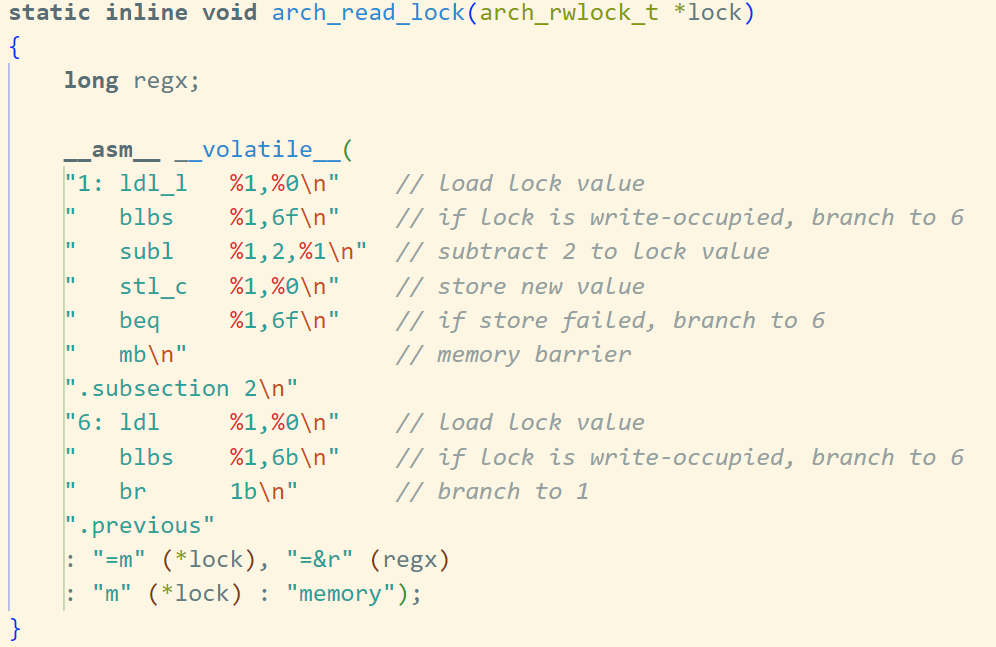 static inline void arch_read_lock(arch_rwlock_t *lock)
{
    long regx;

    __asm__ __volatile__(
    "1: ldl_l   %1,%0\n"    // load lock value
    "   blbs    %1,6f\n"    // if lock is write-occupied, branch to 6
    "   subl    %1,2,%1\n"  // subtract 2 to lock value
    "   stl_c   %1,%0\n"    // store new value
    "   beq     %1,6f\n"    // if store failed, branch to 6
    "   mb\n"               // memory barrier
    ".subsection 2\n"
    "6: ldl     %1,%0\n"    // load lock value
    "   blbs    %1,6b\n"    // if lock is write-occupied, branch to 6
    "   br      1b\n"       // branch to 1
    ".previous"
    : "=m" (*lock), "=&r" (regx)
    : "m" (*lock) : "memory");
}